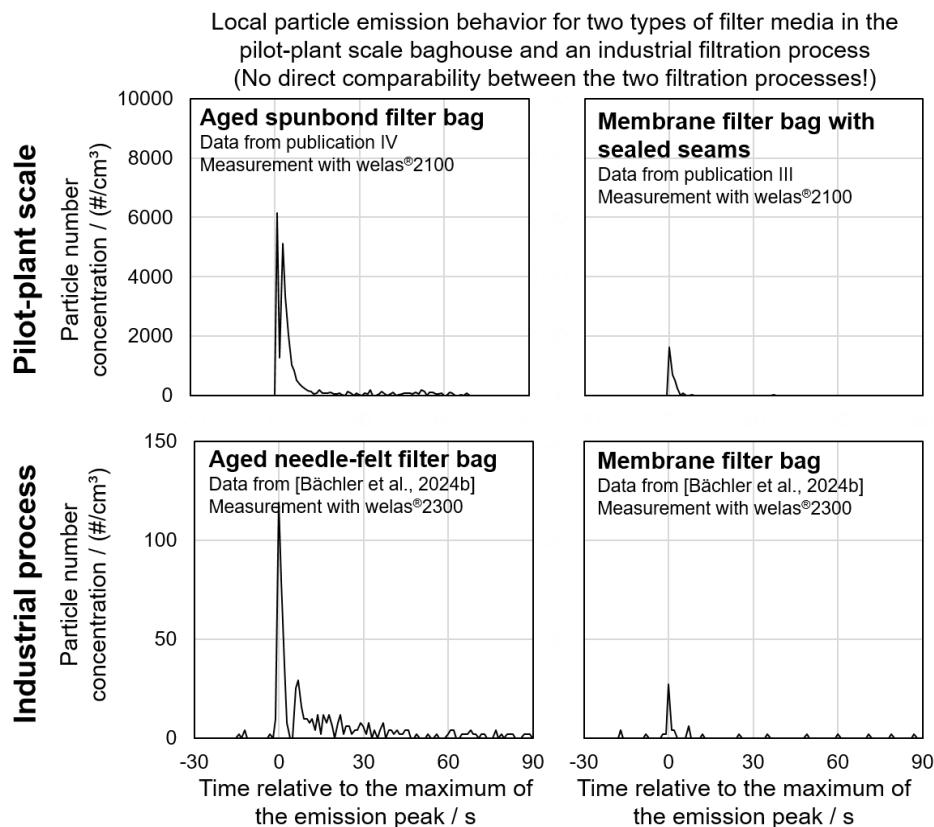 Local particle emission behavior for two types of filter media in the
pilot-plant scale baghouse and an industrial filtration process
(No direct comparability between the two filtration processes!)
Pilot-plant scale
Particle number
concentration / (#/cm³)
10000
8000
6000
4000
2000
0
Aged spunbond filter bag
Data from publication IV
Measurement with welas®2100
Membrane filter bag with
sealed seams
Data from publication III
Measurement with welas®2100
Industrial process
Particle number
concentration / (#/cm³)
150
100
50
0
Aged needle-felt filter bag
Data from [Bächler et al., 2024b]
Measurement with welas®2300
-30 0 30 60 90
Time relative to the maximum of
the emission peak / s
Membrane filter bag
Data from [Bächler et al., 2024b]
Measurement with welas®2300
-30 0 30 60 90
Time relative to the maximum of
the emission peak / s